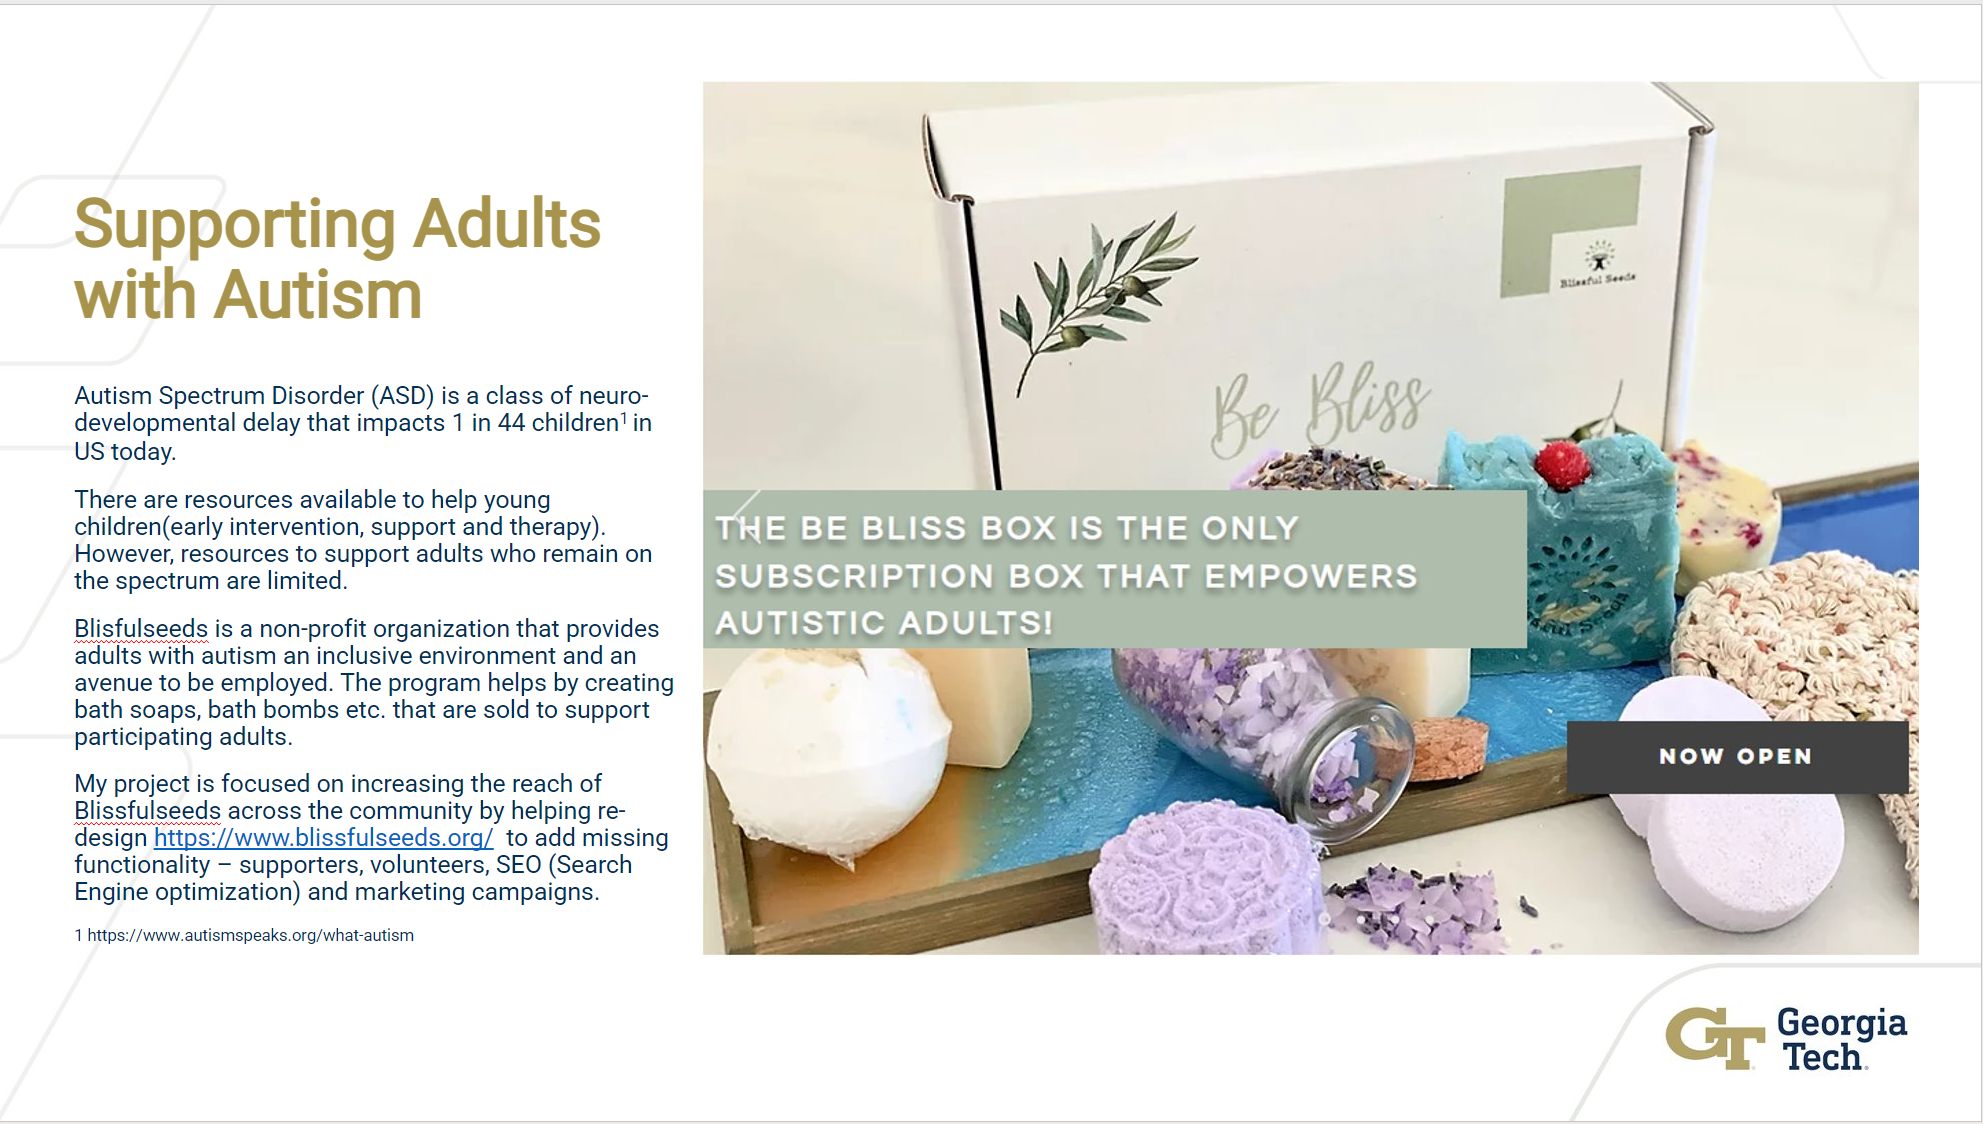 Supporting Adults
with Autism
Autism Spectrum Disorder (ASD) is a class of neuro-
developmental delay that impacts 1 in 44 children¹ in
US today.
There are resources available to help young
children(early intervention, support and therapy).
However, resources to support adults who remain on
the spectrum are limited.
Blisfulseeds is a non-profit organization that provides
adults with autism an inclusive environment and an
avenue to be employed. The program helps by creating
bath soaps, bath bombs etc. that are sold to support
participating adults.
My project is focused on increasing the reach of
Blissfulseeds across the community by helping re-
design https://www.blissfulseeds.org/ to add missing
functionality – supporters, volunteers, SEO (Search
Engine optimization) and marketing campaigns.
1 https://www.autismspeaks.org/what-autism
Blissful Seeds
Be Bliss
THE BE BLISS BOX IS THE ONLY
SUBSCRIPTION BOX THAT EMPOWERS
AUTISTIC ADULTS!
NOW OPEN
GT Georgia
Tech